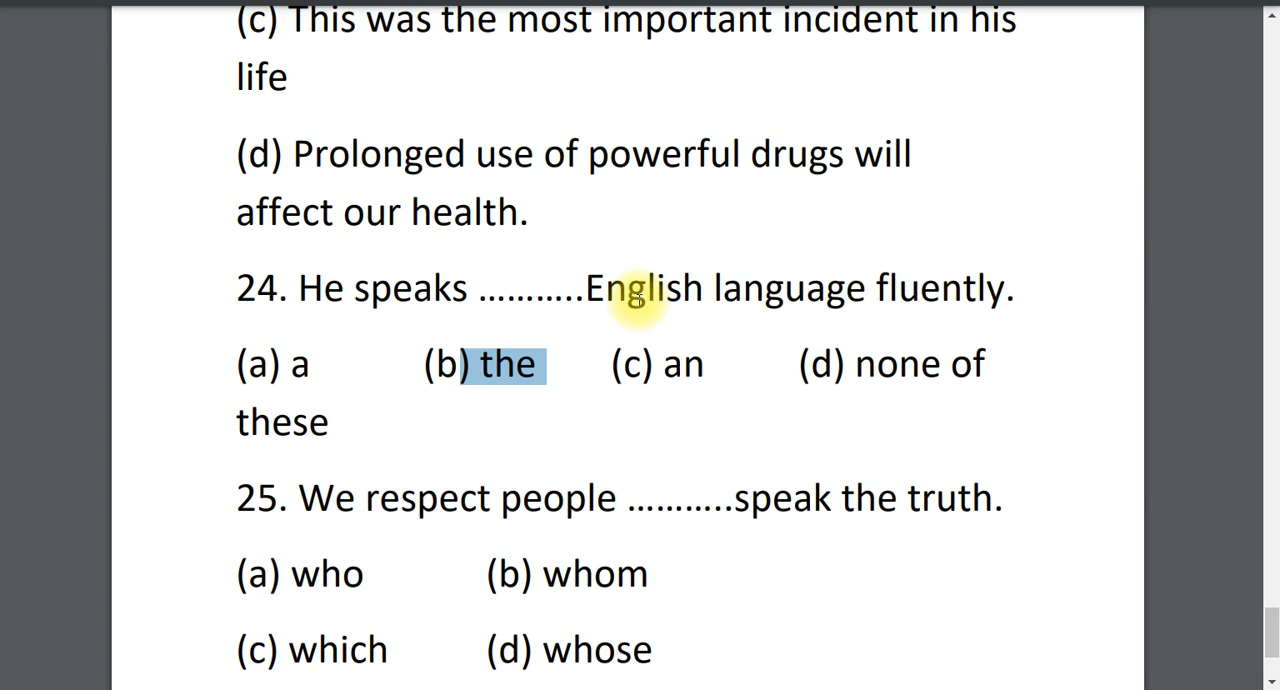 (c) This was the most important incident in his
life
(d) Prolonged use of powerful drugs will
affect our health.
24. He speaks ...........English language fluently.
(a) a (b) the (c) an (d) none of
these
25. We respect people ...........speak the truth.
(a) who (b) whom
(c) which (d) whose